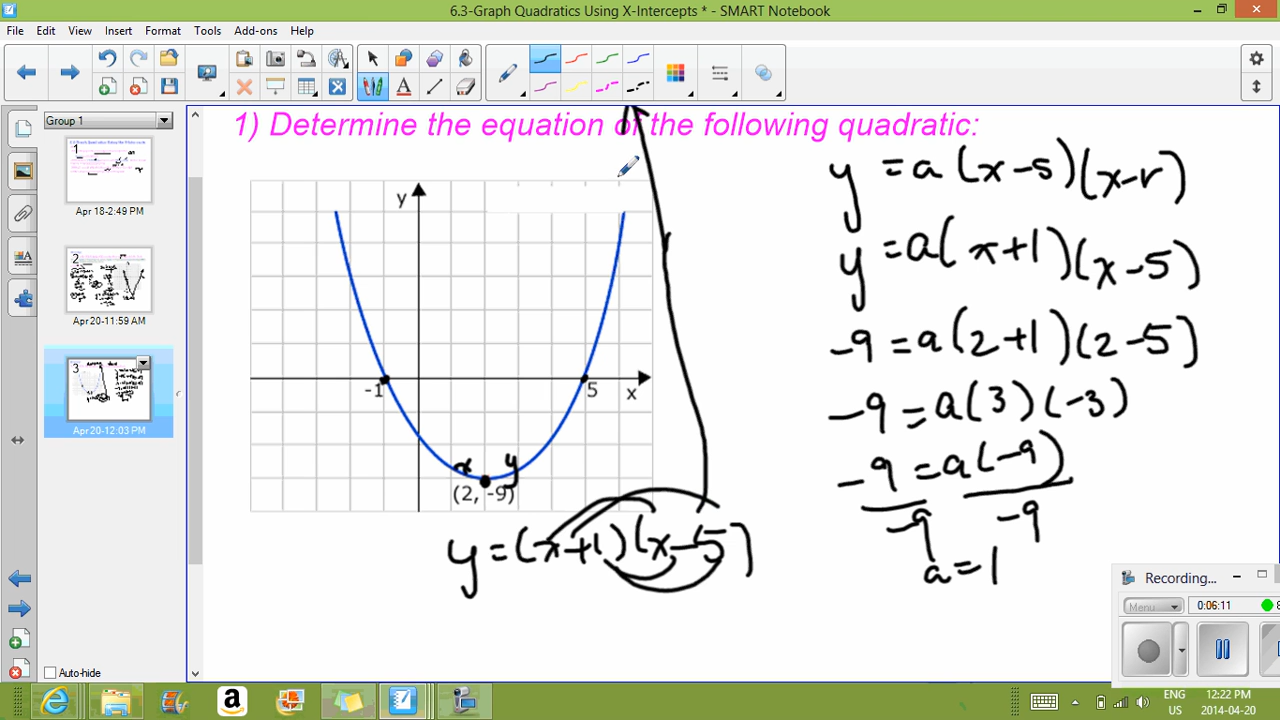 6.3-Graph Quadratics Using X-Intercepts * - SMART Notebook
File Edit View Insert Format Tools Add-ons Help
Group 1
1
Apr 18-2:49 PM
2
Apr 20-11:59 AM
3
Apr 20-12:03 PM
Auto-hide
1) Determine the equation of the following quadratic:
y
-1
5
x
x y
(2, -9)
y=(x+1)(x-5)
y=a(x-s)(x-r)
y=a(x+1)(x-5)
-9=a(2+1)(2-5)
-9=a(3)(-3)
-9=a(-9)
-9 -9
a=1
Recording...
Menu
0:06:11
8
ENG
US
12:22 PM
2014-04-20